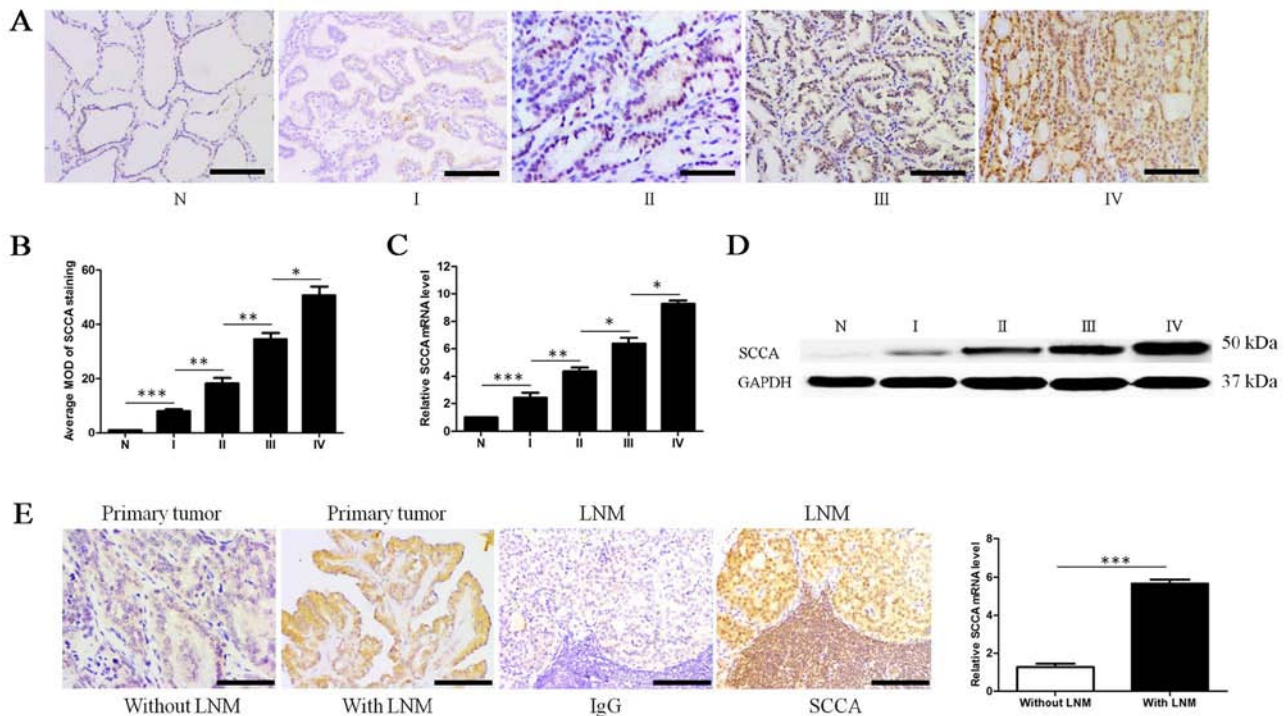 A
N I II III IV
B
Average MOD of SCCA staining
60
40
20
0
***
**
**
*
N I II III IV
C
Relative SCCA mRNA level
12
10
8
6
4
2
0
***
**
*
*
N I II III IV
D
N I II III IV
SCCA 50 kDa
GAPDH 37 kDa
E
Primary tumor Primary tumor LNM LNM
Without LNM With LNM IgG SCCA
Relative SCCA mRNA level
8
6
4
2
0
***
Without LNM With LNM